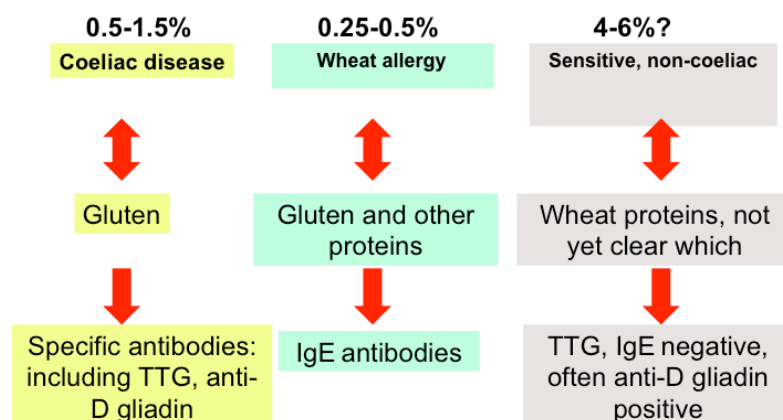 0.5-1.5%
Coeliac disease
Gluten
Specific antibodies:
including TTG, anti-
D gliadin
0.25-0.5%
Wheat allergy
Gluten and other
proteins
IgE antibodies
4-6%?
Sensitive, non-coeliac
Wheat proteins, not
yet clear which
TTG, IgE negative,
often anti-D gliadin
positive